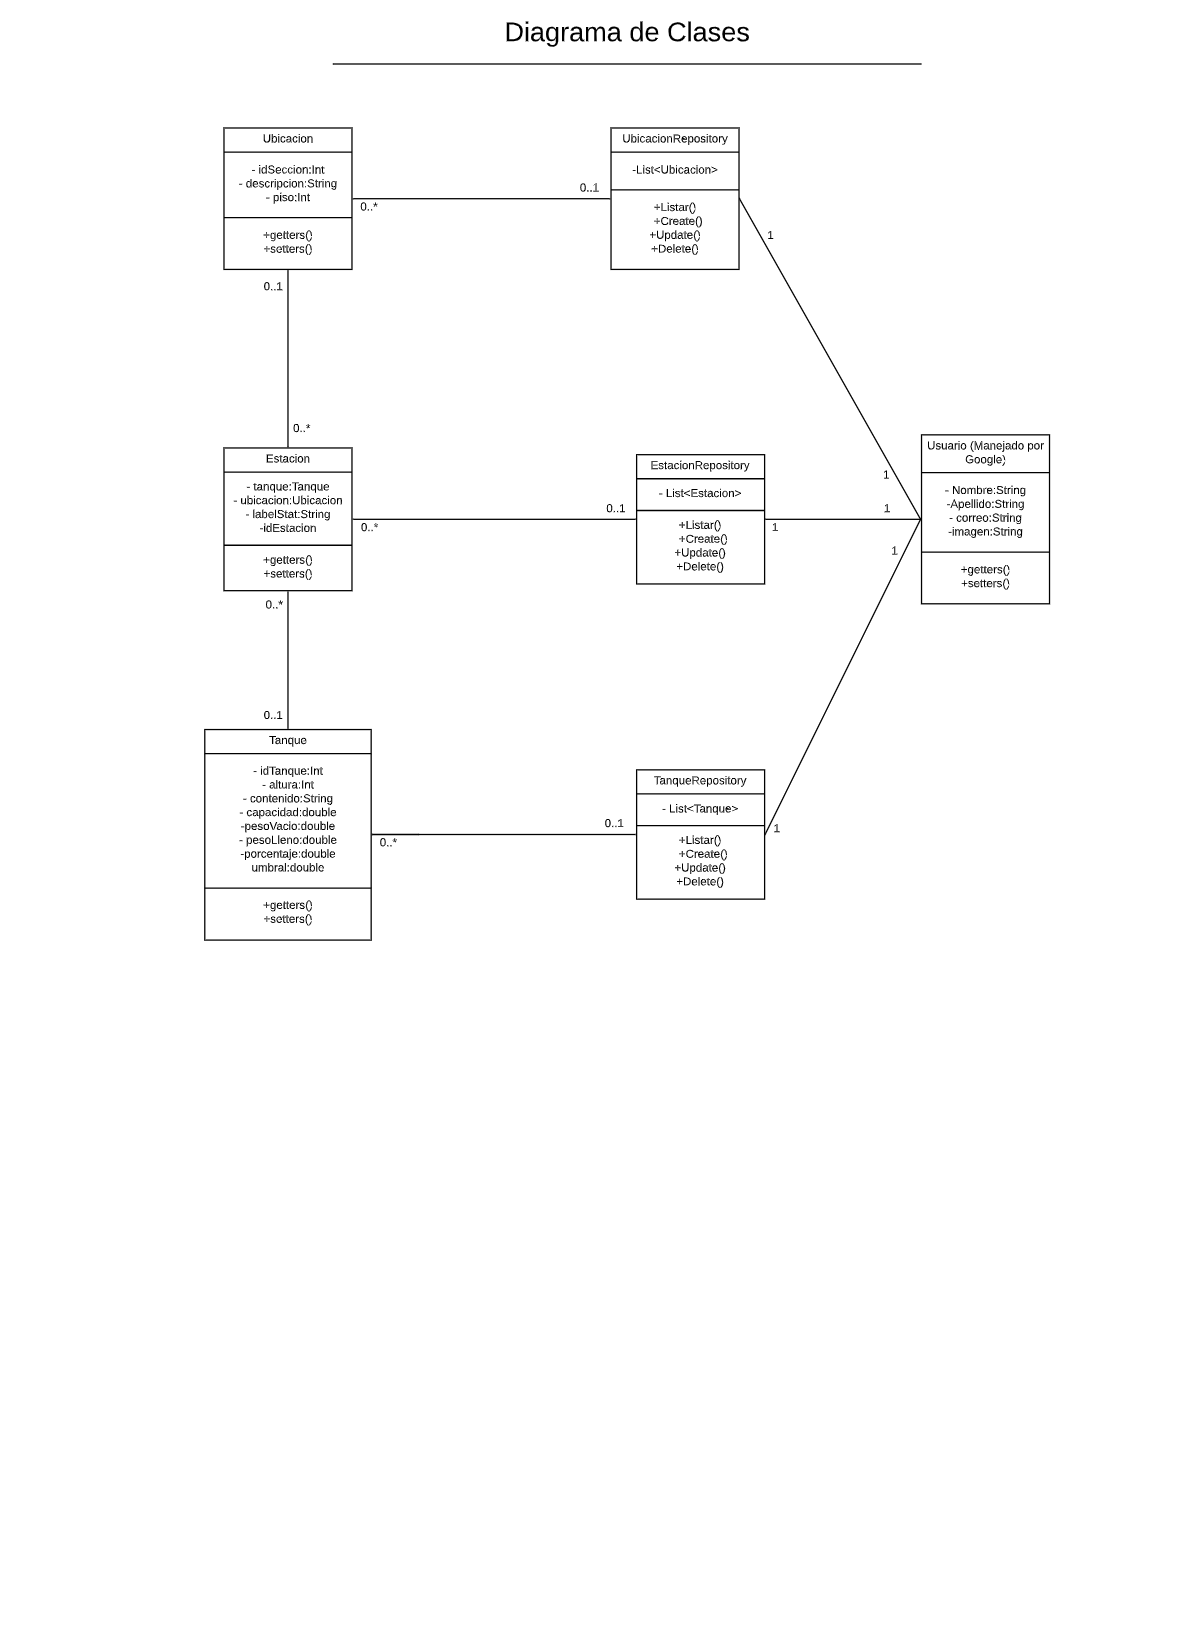 Diagrama de Clases
Ubicacion
- idSeccion:Int
- descripcion:String
- piso:Int
+getters()
+setters()
0..*
0..1
UbicacionRepository
-List<Ubicacion>
+Listar()
+Create()
+Update()
+Delete()
1
0..1
0..*
Estacion
- tanque:Tanque
- ubicacion:Ubicacion
- labelStat:String
-idEstacion
+getters()
+setters()
0..*
0..1
EstacionRepository
- List<Estacion>
+Listar()
+Create()
+Update()
+Delete()
1
1
1
1
Usuario (Manejado por
Google)
- Nombre:String
-Apellido:String
- correo:String
-imagen:String
+getters()
+setters()
0..*
0..1
Tanque
- idTanque:Int
- altura:Int
- contenido:String
- capacidad:double
-pesoVacio:double
- pesoLleno:double
-porcentaje:double
umbral:double
+getters()
+setters()
0..*
0..1
TanqueRepository
- List<Tanque>
+Listar()
+Create()
+Update()
+Delete()
1